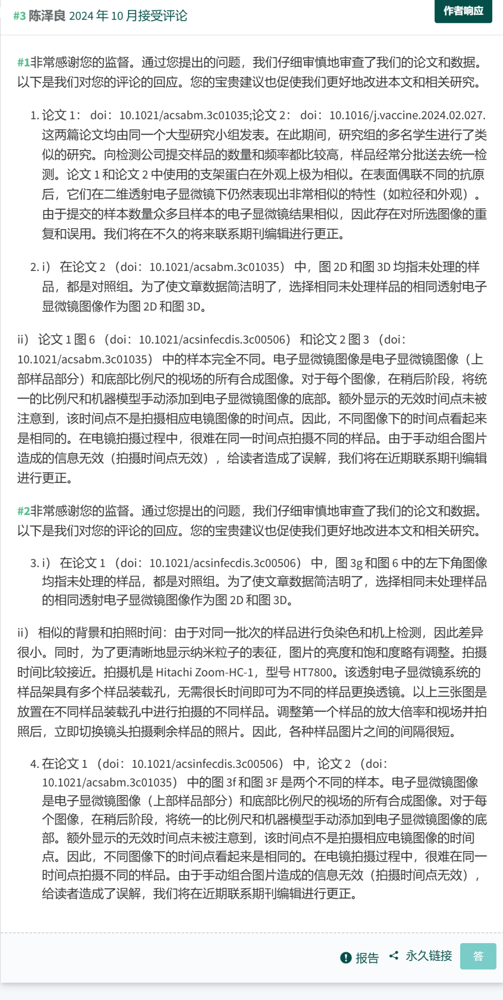 #3 陈泽良 2024 年 10 月接受评论
作者响应
#1非常感谢您的监督。通过您提出的问题，我们仔细审慎地审查了我们的论文和数据。
以下是我们对您的评论的回应。您的宝贵建议也促使我们更好地改进本文和相关研究。
1. 论文 1： doi：10.1021/acsabm.3c01035;论文 2： doi：10.1016/j.vaccine.2024.02.027.
这两篇论文均由同一个大型研究小组发表。在此期间，研究组的多名学生进行了类
似的研究。向检测公司提交样品的数量和频率都比较高，样品经常分批送去统一检
测。论文 1 和论文 2 中使用的支架蛋白在外观上极为相似。在表面偶联不同的抗原
后，它们在二维透射电子显微镜下仍然表现出非常相似的特性（如粒径和外观）。
由于提交的样本数量众多且样本的电子显微镜结果相似，因此存在对所选图像的重
复和误用。我们将在不久的将来联系期刊编辑进行更正。
2. i） 在论文 2 （doi：10.1021/acsabm.3c01035） 中，图 2D 和图 3D 均指未处理的样
品，都是对照组。为了使文章数据简洁明了，选择相同未处理样品的相同透射电子
显微镜图像作为图 2D 和图 3D。
ii） 论文 1 图 6 （doi：10.1021/acsinfecdis.3c00506） 和论文 2 图 3 （doi：
10.1021/acsabm.3c01035） 中的样本完全不同。电子显微镜图像是电子显微镜图像（上
部样品部分）和底部比例尺的视场的所有合成图像。对于每个图像，在稍后阶段，将统
一的比例尺和机器模型手动添加到电子显微镜图像的底部。额外显示的无效时间点未被
注意到，该时间点不是拍摄相应电镜图像的时间点。因此，不同图像下的时间点看起来
是相同的。在电镜拍摄过程中，很难在同一时间点拍摄不同的样品。由于手动组合图片
造成的信息无效（拍摄时间点无效），给读者造成了误解，我们将在近期联系期刊编辑
进行更正。
#2非常感谢您的监督。通过您提出的问题，我们仔细审慎地审查了我们的论文和数据。
以下是我们对您的评论的回应。您的宝贵建议也促使我们更好地改进本文和相关研究。
3. i） 在论文 1 （doi：10.1021/acsinfecdis.3c00506） 中，图 3g 和图 6 中的左下角图像
均指未处理的样品，都是对照组。为了使文章数据简洁明了，选择相同未处理样品
的相同透射电子显微镜图像作为图 2D 和图 3D。
ii） 相似的背景和拍照时间：由于对同一批次的样品进行负染色和机上检测，因此差异
很小。同时，为了更清晰地显示纳米粒子的表征，图片的亮度和饱和度略有调整。拍摄
时间比较接近。拍摄机是 Hitachi Zoom-HC-1，型号 HT7800。该透射电子显微镜系统的
样品架具有多个样品装载孔，无需很长时间即可为不同的样品更换透镜。以上三张图是
放置在不同样品装载孔中进行拍摄的不同样品。调整第一个样品的放大倍率和视场并拍
照后，立即切换镜头拍摄剩余样品的照片。因此，各种样品图片之间的间隔很短。
4. 在论文 1 （doi：10.1021/acsinfecdis.3c00506） 中，论文 2 （doi：
10.1021/acsabm.3c01035） 中的图 3f 和图 3F 是两个不同的样本。电子显微镜图像
是电子显微镜图像（上部样品部分）和底部比例尺的视场的所有合成图像。对于每
个图像，在稍后阶段，将统一的比例尺和机器模型手动添加到电子显微镜图像的底
部。额外显示的无效时间点未被注意到，该时间点不是拍摄相应电镜图像的时间
点。因此，不同图像下的时间点看起来是相同的。在电镜拍摄过程中，很难在同一
时间点拍摄不同的样品。由于手动组合图片造成的信息无效（拍摄时间点无效），
给读者造成了误解，我们将在近期联系期刊编辑进行更正。
报告 永久链接 答